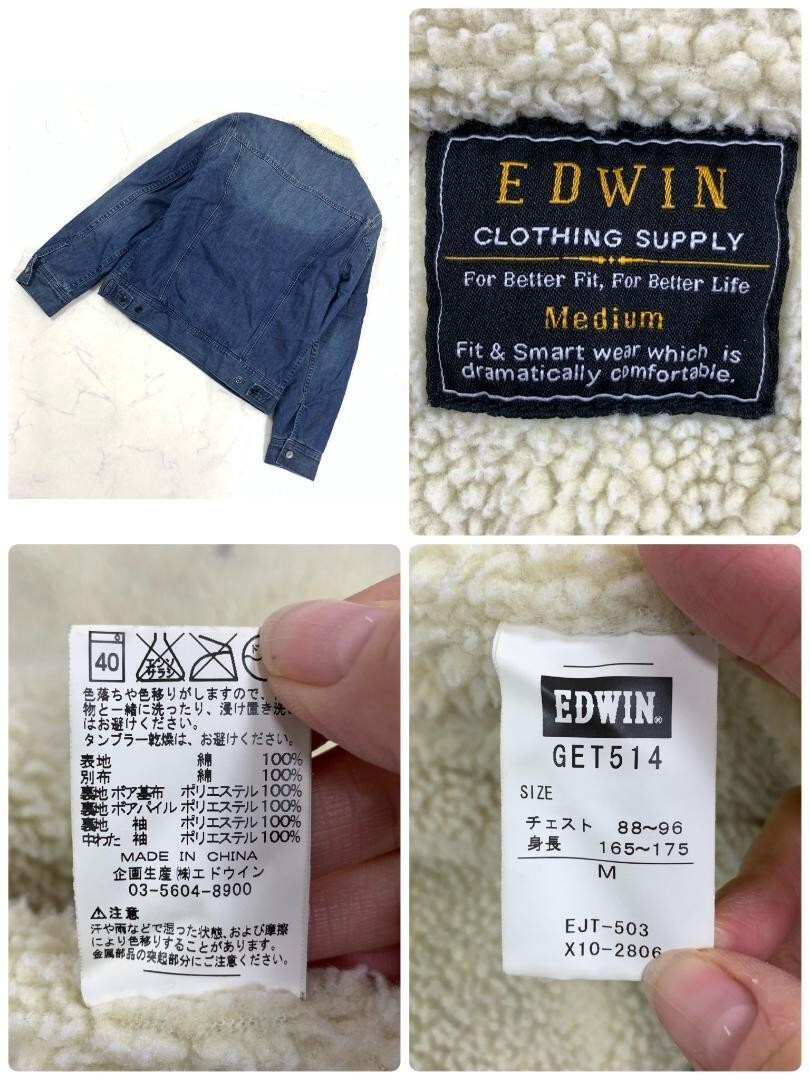 EDWIN
CLOTHING SUPPLY
For Better Fit, For Better Life
Medium
Fit & Smart wear which is
dramatically comfortable.
40
エンソ
サラシ
ド
色落ちや色移りがしますので、
物と一緒に洗ったり、浸け置き洗い
はお避けください。
タンブラー乾燥は、お避けください。
表地 綿 100%
別布 綿 100%
裏地 ボア基布 ポリエステル 100%
裏地 ボアパイル ポリエステル 100%
裏地 袖 ポリエステル 100%
中わた 袖 ポリエステル 100%
MADE IN CHINA
企画生産 ㈱ エドウイン
03-5604-8900
⚠注意
汗や雨などで湿った状態、および摩擦
により色移りすることがあります。
金属部品の突起部分にご注意ください。
EDWIN®
GET514
SIZE
チェスト 88~96
身長 165~175
M
EJT-503
X10-2806